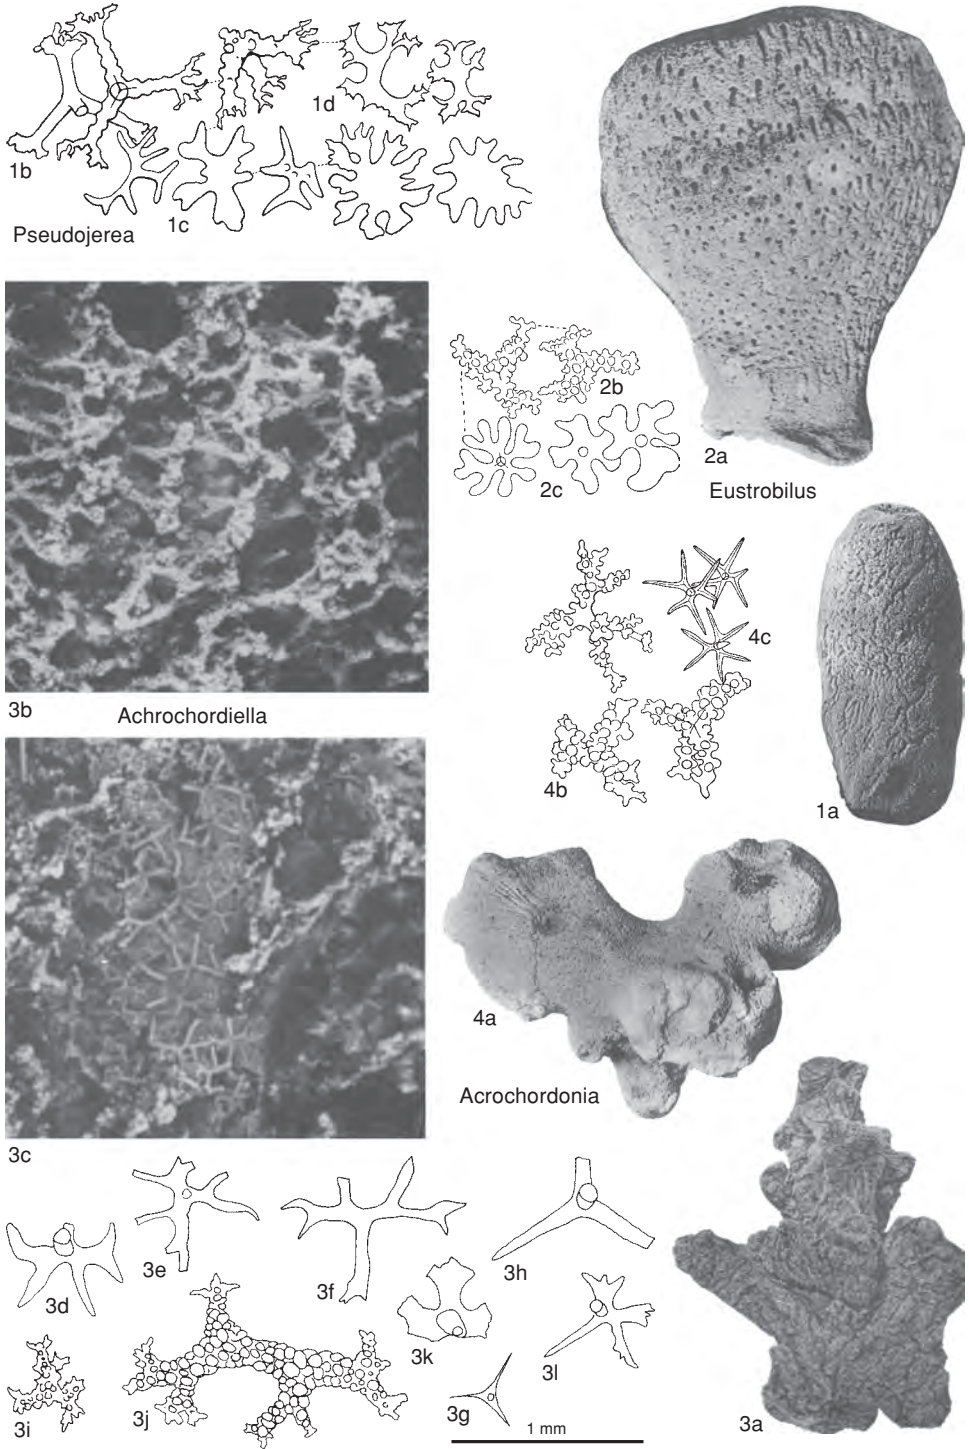 1b
1d
1c
Pseudojerea
2b
2c
2a
Eustrobilus
3b
Achrochordiella
4c
4b
1a
4a
Acrochordonia
3c
3d
3e
3f
3h
3k
3l
3i
3j
3g
1 mm
3a